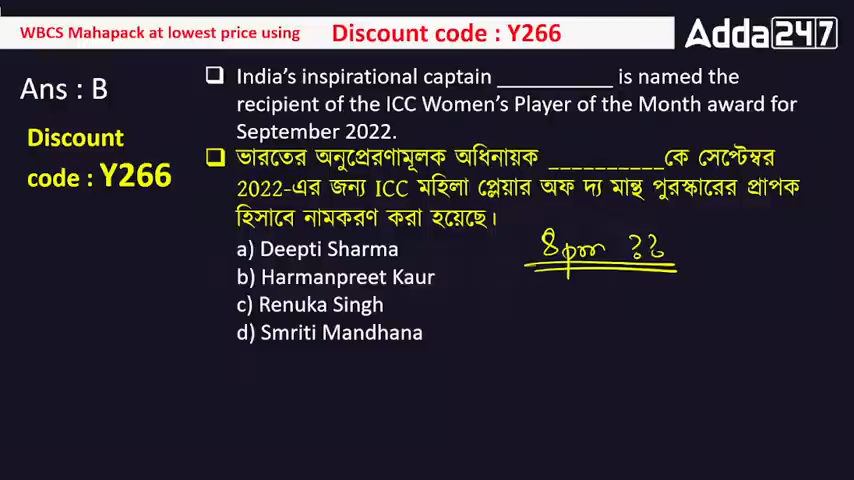 WBCS Mahapack at lowest price using Discount code : Y266
Adda247
Ans : B
Discount
code : Y266
India's inspirational captain __________ is named the
recipient of the ICC Women's Player of the Month award for
September 2022.
ভারতের অনুপ্রেরণামূলক অধিনায়ক __________কে সেপ্টেম্বর
2022-এর জন্য ICC মহিলা প্লেয়ার অফ দ্য মান্থ পুরস্কারের প্রাপক
হিসাবে নামকরণ করা হয়েছে।
8pm ??
a) Deepti Sharma
b) Harmanpreet Kaur
c) Renuka Singh
d) Smriti Mandhana